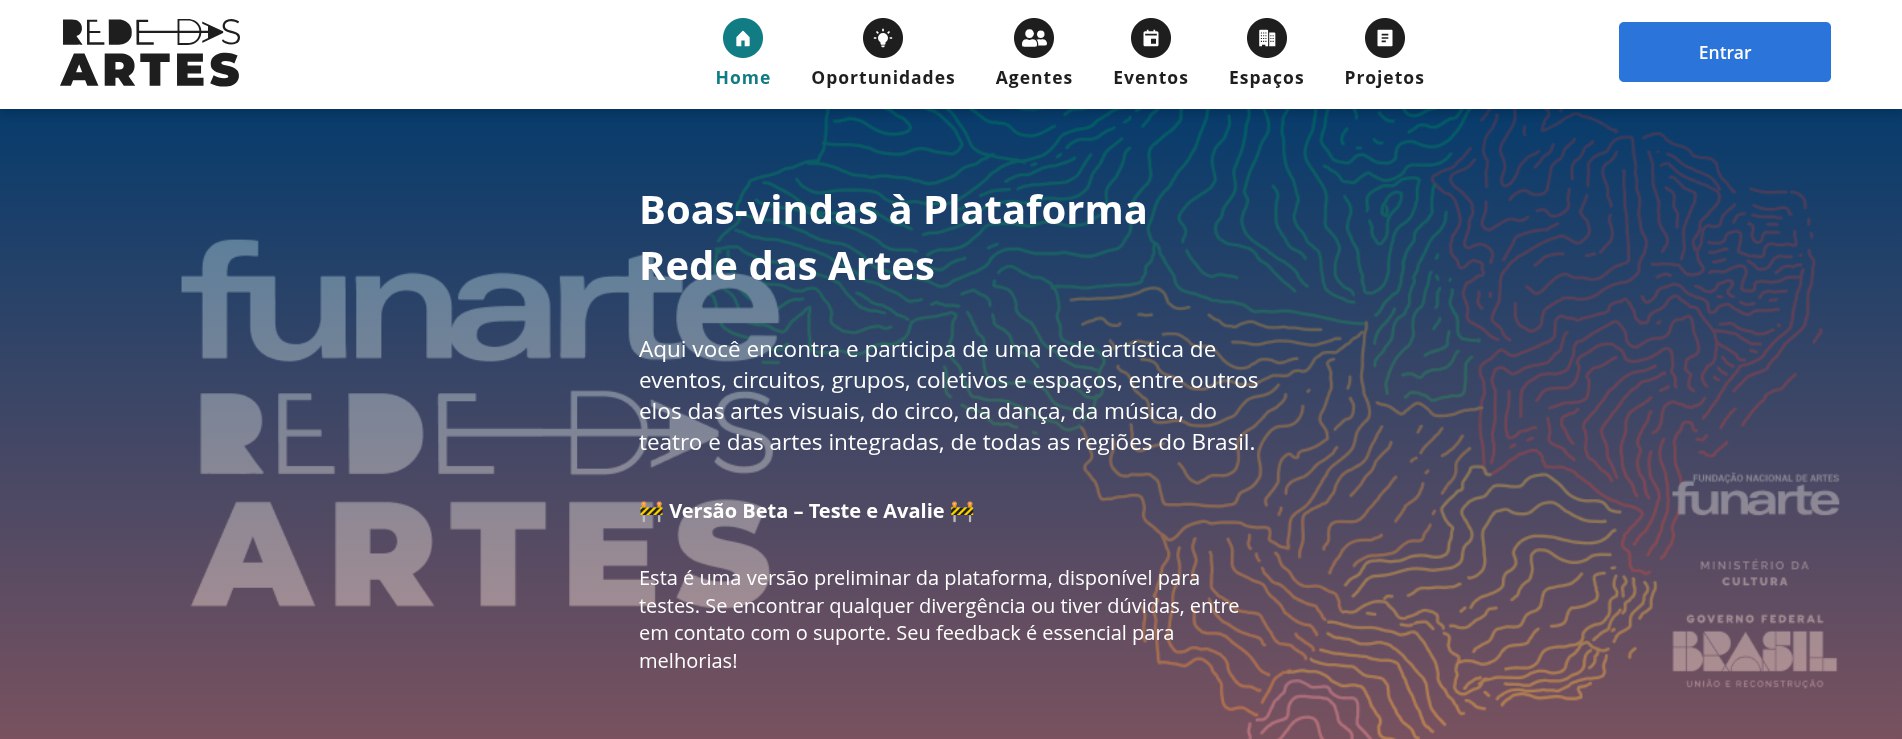 REDE DAS
ARTES
Home
Oportunidades
Agentes
Eventos
Espaços
Projetos
Entrar
funarte
REDE DAS
ARTES
Boas-vindas à Plataforma
Rede das Artes
Aqui você encontra e participa de uma rede artística de
eventos, circuitos, grupos, coletivos e espaços, entre outros
elos das artes visuais, do circo, da dança, da música, do
teatro e das artes integradas, de todas as regiões do Brasil.
🚧 Versão Beta – Teste e Avalie 🚧
Esta é uma versão preliminar da plataforma, disponível para
testes. Se encontrar qualquer divergência ou tiver dúvidas, entre
em contato com o suporte. Seu feedback é essencial para
melhorias!
FUNDAÇÃO NACIONAL DE ARTES
funarte
MINISTÉRIO DA
CULTURA
GOVERNO FEDERAL
BRASIL
UNIÃO E RECONSTRUÇÃO